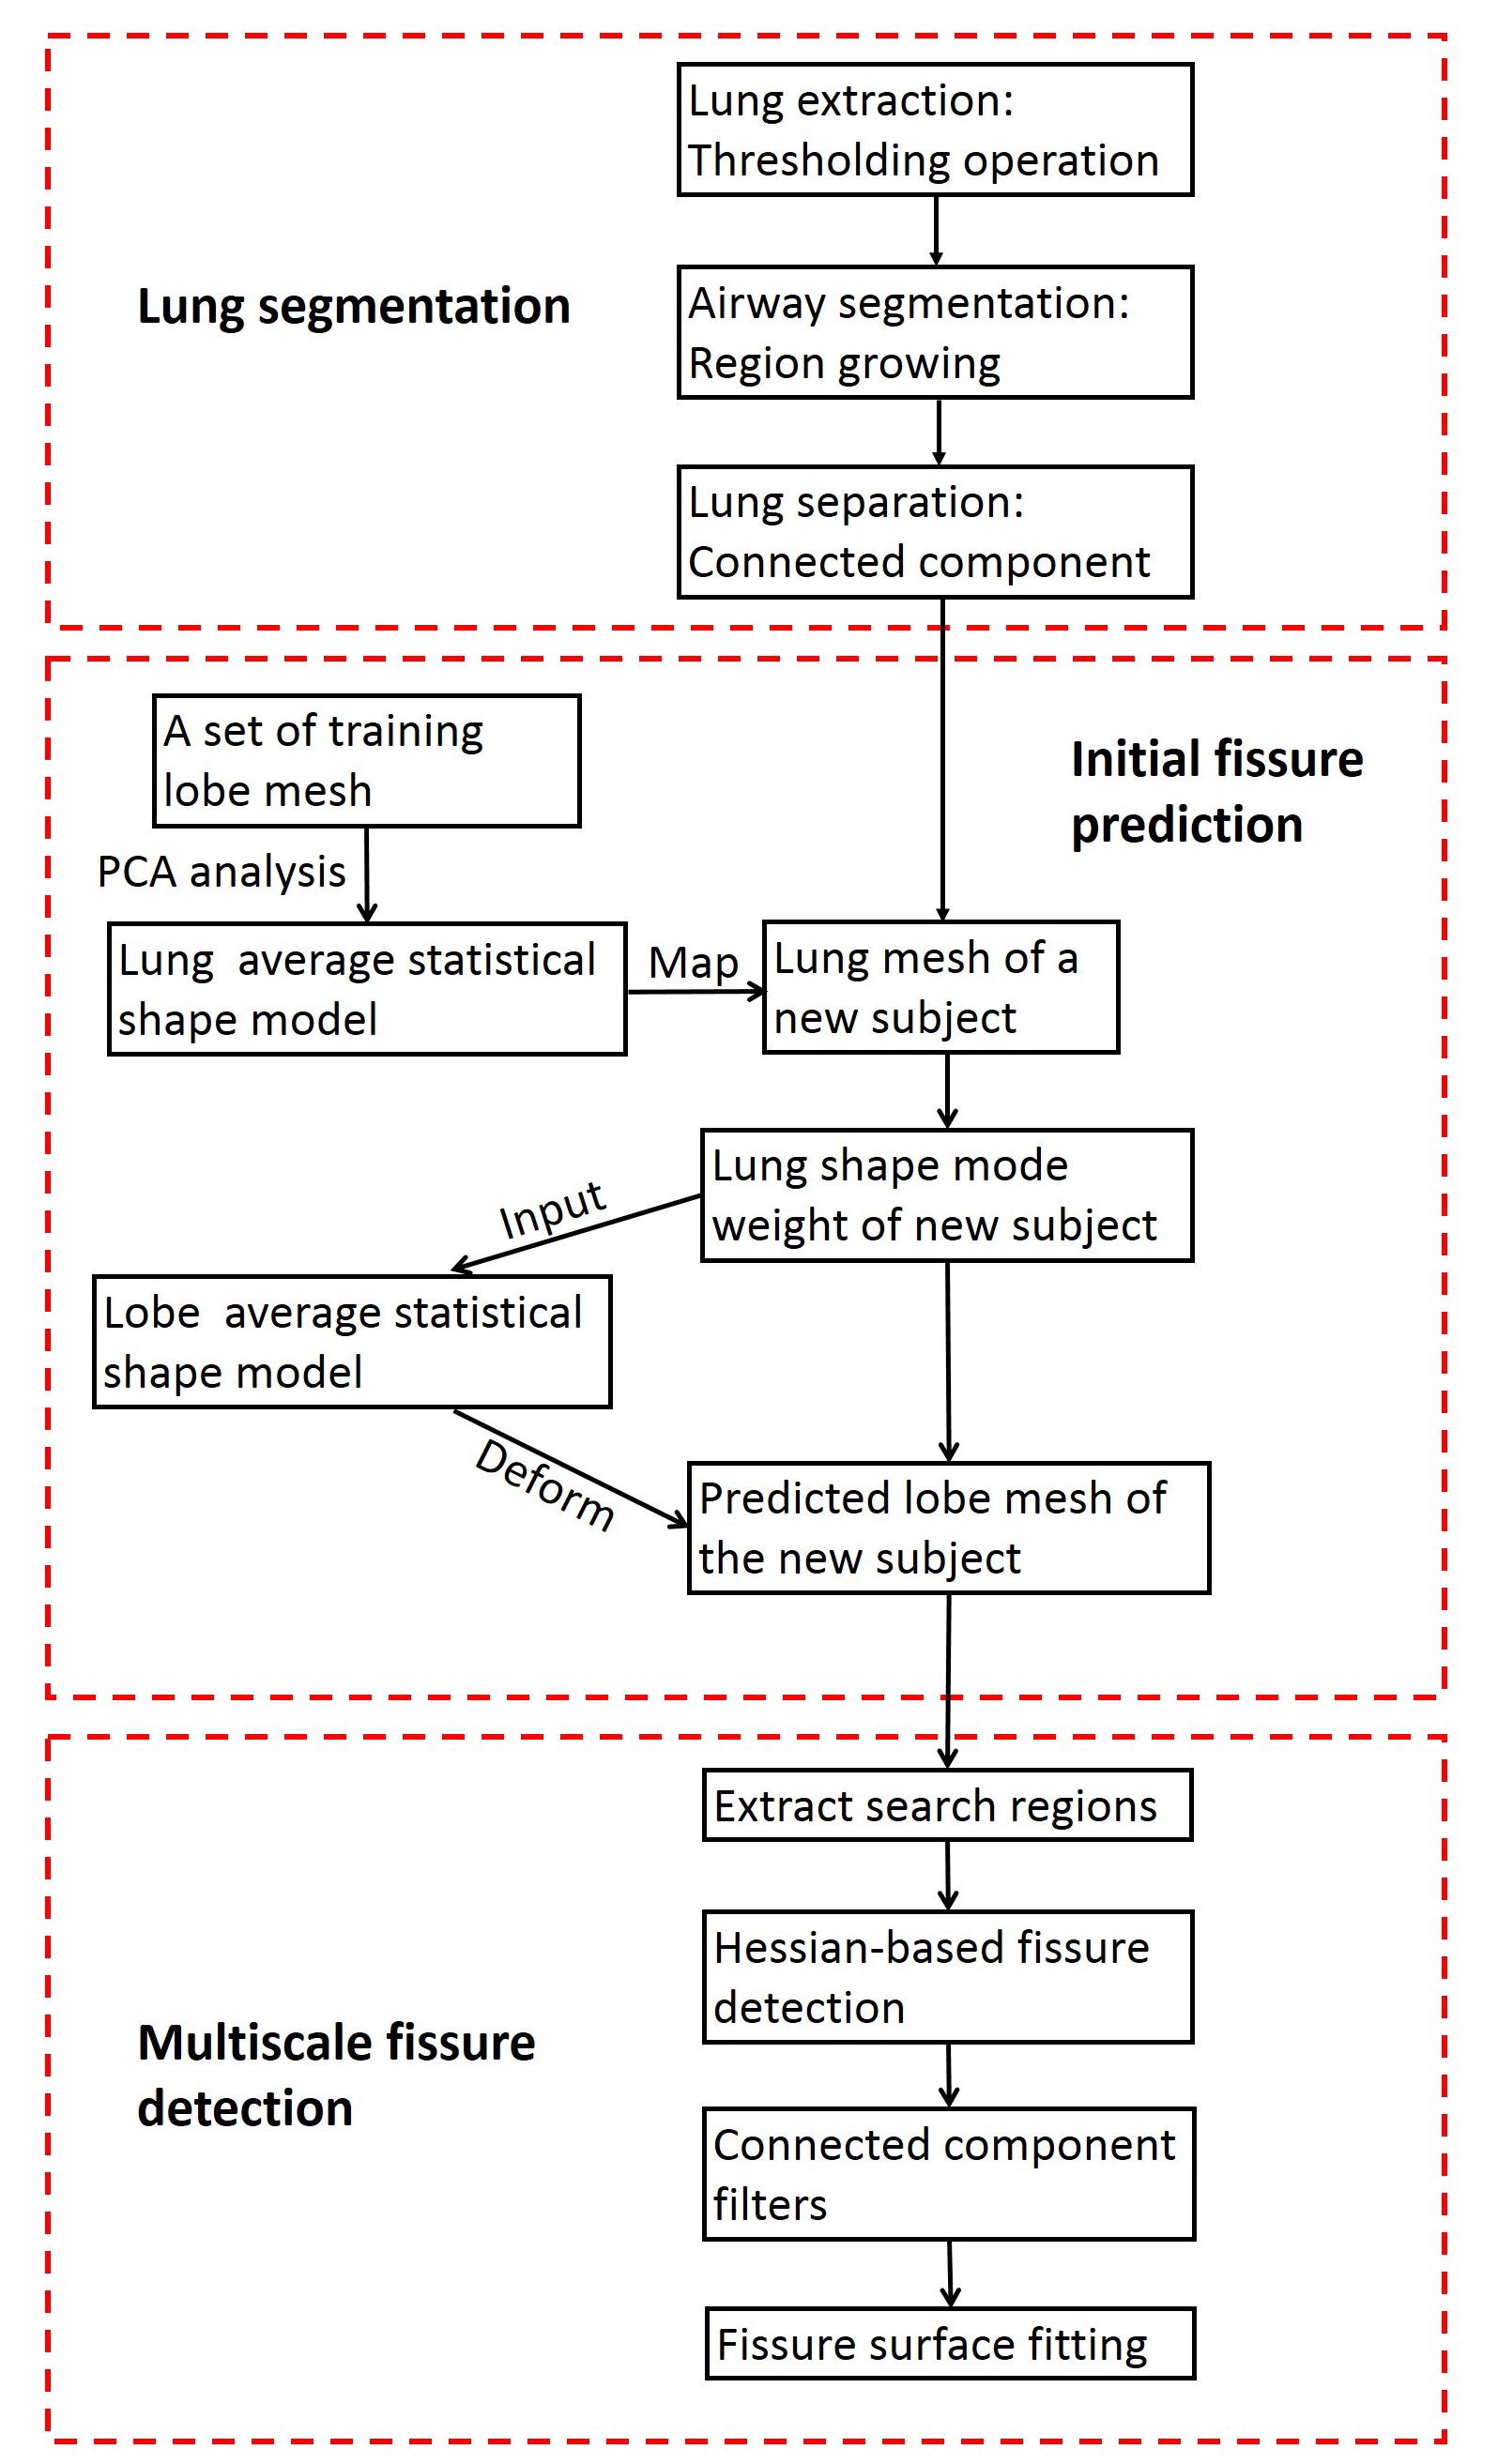 Lung extraction:
Thresholding operation
Lung segmentation
Airway segmentation:
Region growing
Lung separation:
Connected component
A set of training
lobe mesh
Initial fissure
prediction
PCA analysis
Lung  average statistical
shape model
Map
Lung mesh of a
new subject
Lung shape mode
weight of new subject
Input
Lobe  average statistical
shape model
Deform
Predicted lobe mesh of
the new subject
Extract search regions
Hessian-based fissure
detection
Multiscale fissure
detection
Connected component
filters
Fissure surface fitting